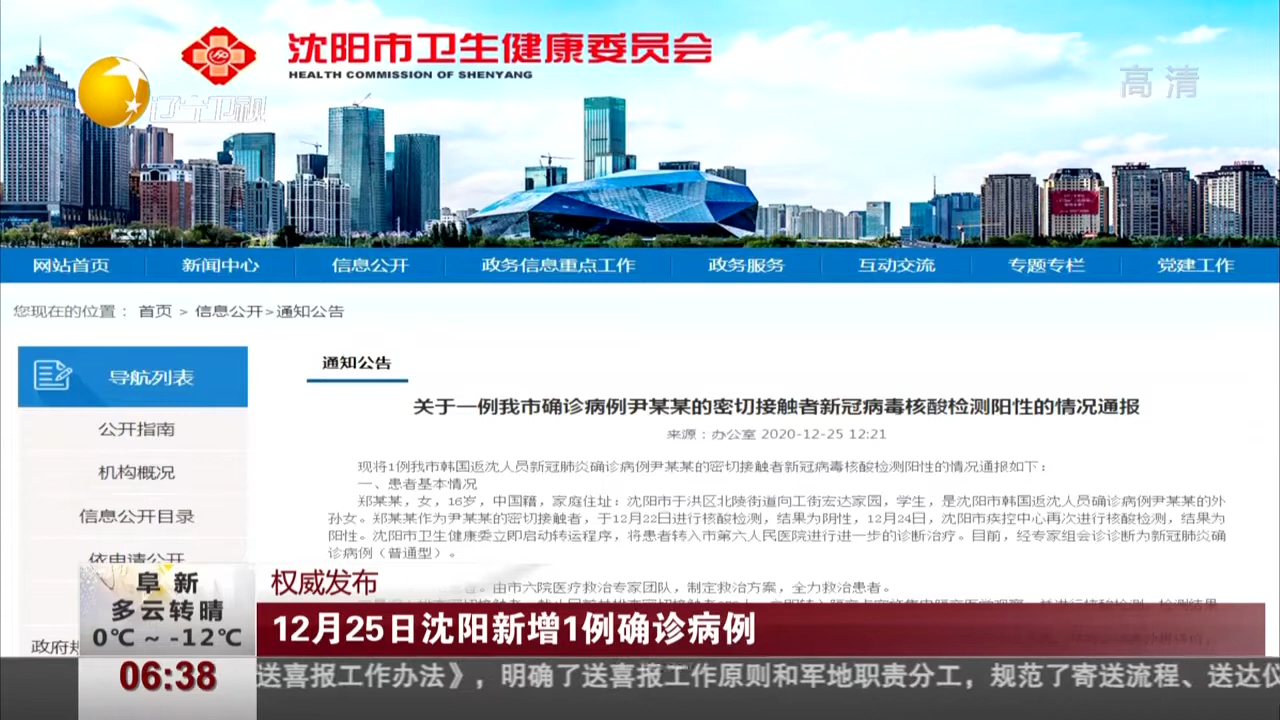 沈阳市卫生健康委员会
HEALTH COMMISSION OF SHENYANG
辽宁卫视
高清
网站首页 新闻中心 信息公开 政务信息重点工作 政务服务 互动交流 专题专栏 党建工作
您现在的位置： 首页 > 信息公开>通知公告
导航列表
公开指南
机构概况
信息公开目录
依申请公开
通知公告
关于一例我市确诊病例尹某某的密切接触者新冠病毒核酸检测阳性的情况通报
来源：办公室 2020-12-25 12:21
现将1例我市韩国返沈人员新冠肺炎确诊病例尹某某的密切接触者新冠病毒核酸检测阳性的情况通报如下：
一、患者基本情况
郑某某，女，16岁，中国籍，家庭住址：沈阳市于洪区北陵街道向工街宏达家园，学生，是沈阳市韩国返沈人员确诊病例尹某某的外
孙女。郑某某作为尹某某的密切接触者，于12月22日进行核酸检测，结果为阴性，12月24日，沈阳市疾控中心再次进行核酸检测，结果为
阳性。沈阳市卫生健康委立即启动转运程序，将患者转入市第六人民医院进行进一步的诊断治疗。目前，经专家组会诊诊断为新冠肺炎确
诊病例（普通型）。
由市六院医疗救治专家团队，制定救治方案，全力救治患者。
政府
阜新
多云转晴
0℃～-12℃
06:38
权威发布
12月25日沈阳新增1例确诊病例
送喜报工作办法》，明确了送喜报工作原则和军地职责分工，规范了寄送流程、送达仪